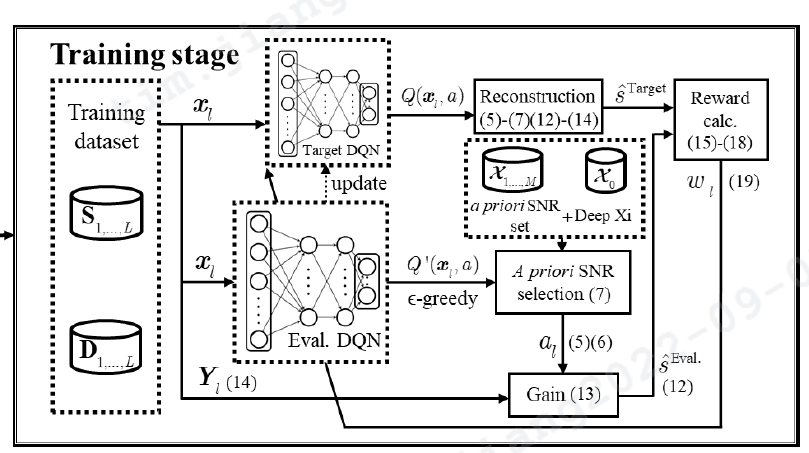 Training stage
Training
dataset
S1,...,L
D1,...,L
xl
xl
Yl (14)
Target DQN
update
Eval. DQN
Q(xl, a)
Q'(xl, a)
ϵ-greedy
Reconstruction
(5)-(7)(12)-(14)
ŝTarget
Reward
calc.
(15)-(18)
wl (19)
X1,...,M
X0
a priori SNR
set
+Deep Xi
A priori SNR
selection (7)
al (5)(6)
Gain (13)
ŝEval.
(12)